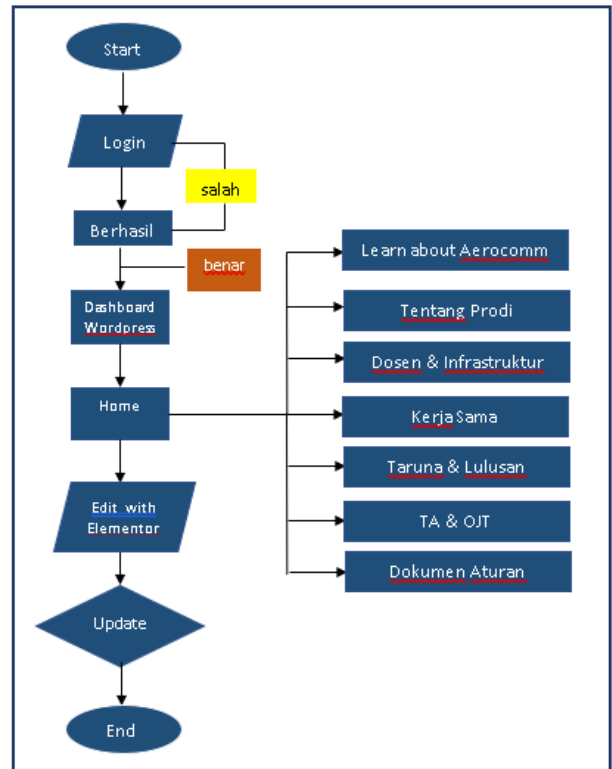 Start
Login
salah
Berhasil
benar
Dashboard
Wordpress
Home
Edit with
Elementor
Update
End
Learn about Aerocomm
Tentang Prodi
Dosen & Infrastruktur
Kerja Sama
Taruna & Lulusan
TA & OJT
Dokumen Aturan